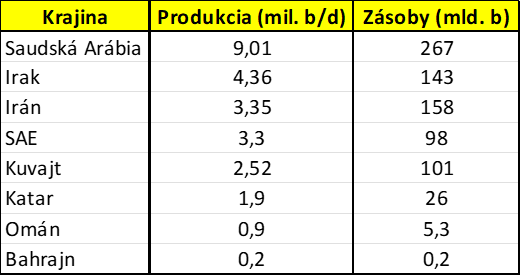 Krajina Produkcia (mil. b/d) Zásoby (mld. b)
Saudská Arábia 9,01 267
Irak 4,36 143
Irán 3,35 158
SAE 3,3 98
Kuvajt 2,52 101
Katar 1,9 26
Omán 0,9 5,3
Bahrajn 0,2 0,2